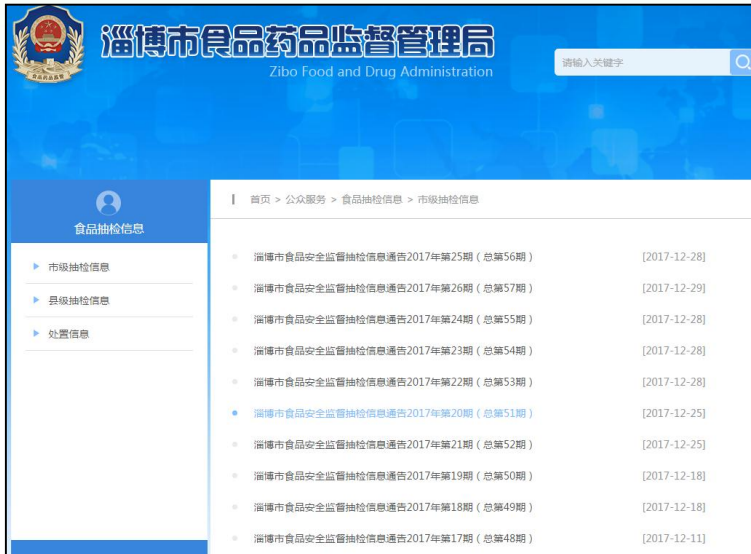 淄博市食品药品监督管理局
Zibo Food and Drug Administration
请输入关键字
食品药品监管
食品抽检信息
市级抽检信息
县级抽检信息
处置信息
首页 > 公众服务 > 食品抽检信息 > 市级抽检信息
淄博市食品安全监督抽检信息通告2017年第25期（总第56期） [2017-12-28]
淄博市食品安全监督抽检信息通告2017年第26期（总第57期） [2017-12-29]
淄博市食品安全监督抽检信息通告2017年第24期（总第55期） [2017-12-28]
淄博市食品安全监督抽检信息通告2017年第23期（总第54期） [2017-12-28]
淄博市食品安全监督抽检信息通告2017年第22期（总第53期） [2017-12-28]
淄博市食品安全监督抽检信息通告2017年第20期（总第51期） [2017-12-25]
淄博市食品安全监督抽检信息通告2017年第21期（总第52期） [2017-12-25]
淄博市食品安全监督抽检信息通告2017年第19期（总第50期） [2017-12-18]
淄博市食品安全监督抽检信息通告2017年第18期（总第49期） [2017-12-18]
淄博市食品安全监督抽检信息通告2017年第17期（总第48期） [2017-12-11]